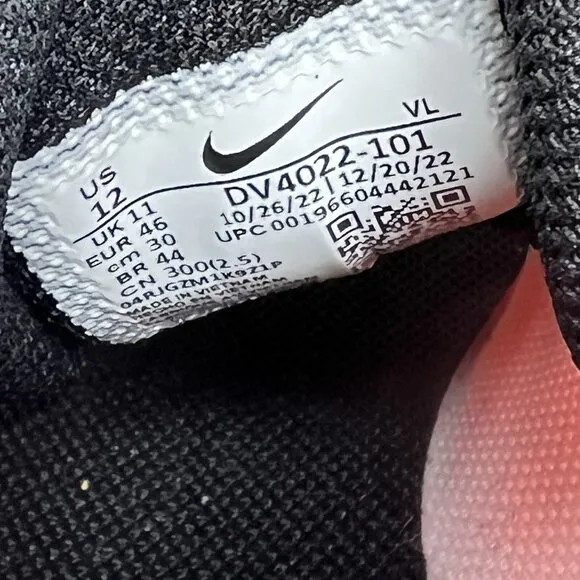 VL
US
12
UK 11
EUR 46
cm 30
BR 44
CN 300(2.5)
DV4022-101
10/26/22 | 12/20/22
UPC 00196604442121
04RJGZM1K9Z1P
MADE IN VIETNAM